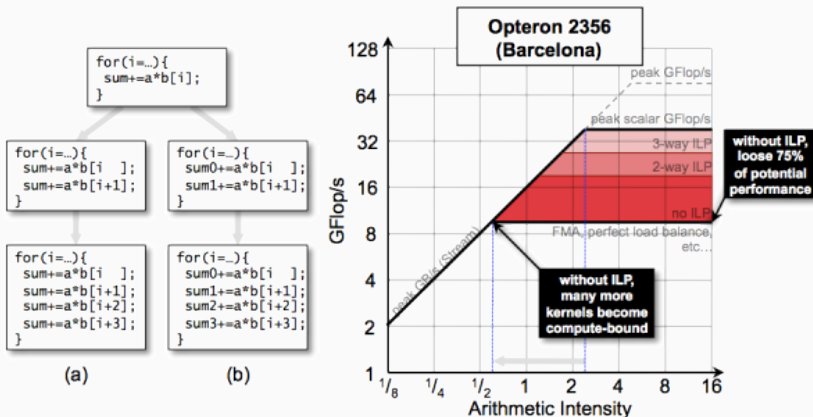 for(i=…){
sum+=a*b[i];
}
for(i=…){
sum+=a*b[i  ];
sum+=a*b[i+1];
}
for(i=…){
sum0+=a*b[i  ];
sum1+=a*b[i+1];
}
for(i=…){
sum+=a*b[i  ];
sum+=a*b[i+1];
sum+=a*b[i+2];
sum+=a*b[i+3];
}
for(i=…){
sum0+=a*b[i  ];
sum1+=a*b[i+1];
sum2+=a*b[i+2];
sum3+=a*b[i+3];
}
(a)
(b)
Opteron 2356
(Barcelona)
GFlop/s
128
64
32
16
8
4
2
1
peak GFlop/s
peak scalar GFlop/s
3-way ILP
2-way ILP
no ILP
FMA, perfect load balance,
etc…
peak GB/s (Stream)
without ILP,
loose 75%
of potential
performance
without ILP,
many more
kernels become
compute-bound
1/8
1/4
1/2
1
2
4
8
16
Arithmetic Intensity